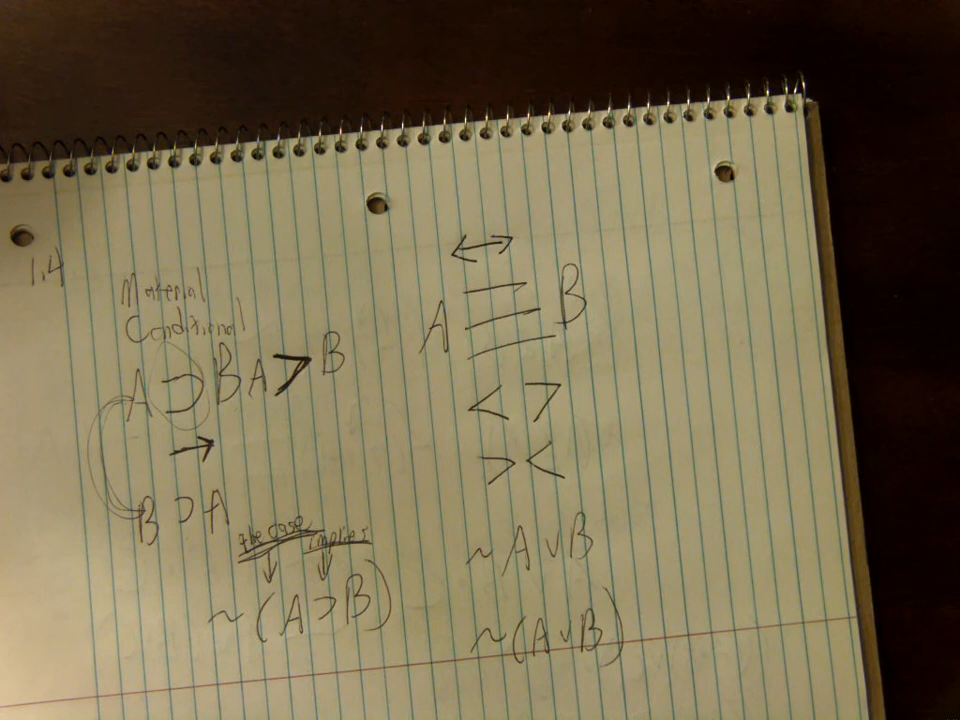 1.4
Material
Conditional
A ⊃ B A > B
→
B ⊃ A
the case implies
↓ ↓
~(A > B)
↔
A ≡ B
< >
> <
~A ∨ B
~(A ∨ B)